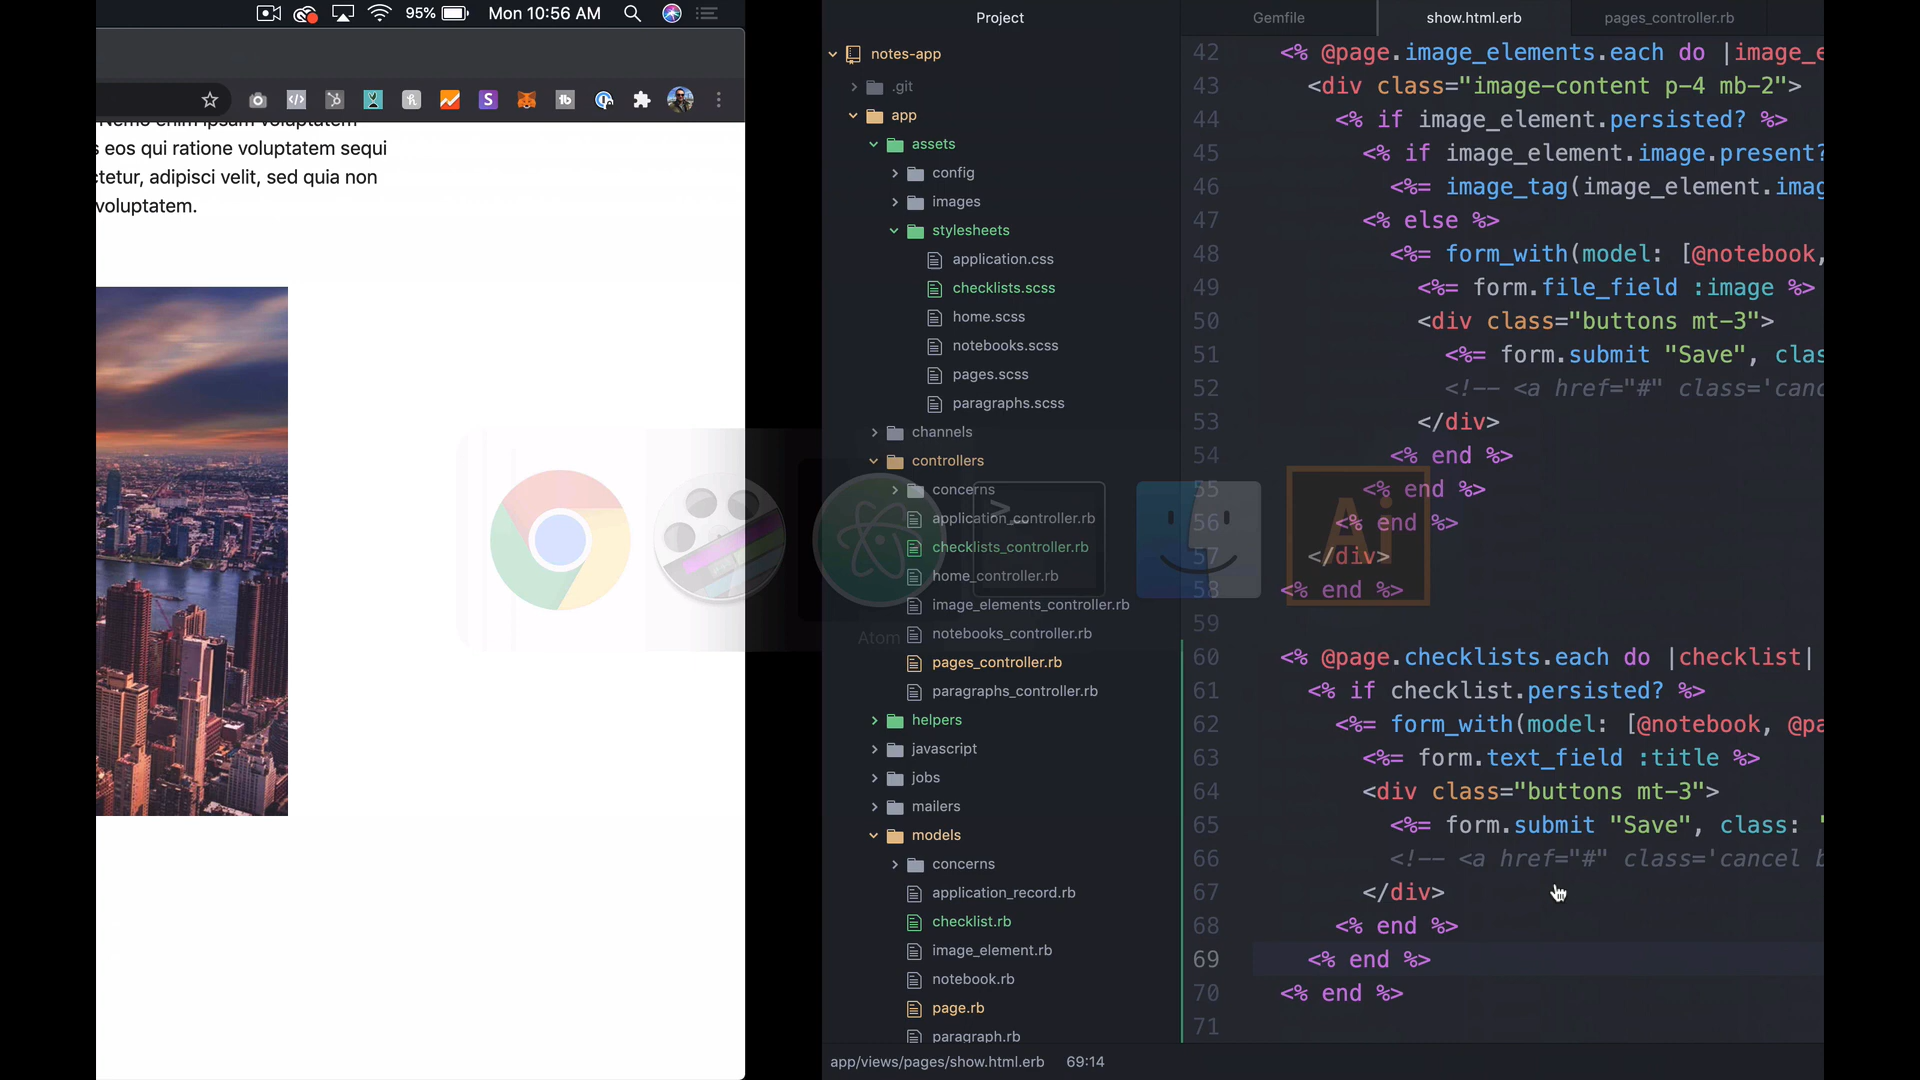 95%
Mon 10:56 AM
s eos qui ratione voluptatem sequi
ctetur, adipisci velit, sed quia non
voluptatem.
Project
notes-app
.git
app
assets
config
images
stylesheets
application.css
checklists.scss
home.scss
notebooks.scss
pages.scss
paragraphs.scss
channels
controllers
concerns
application_controller.rb
checklists_controller.rb
home_controller.rb
image_elements_controller.rb
notebooks_controller.rb
pages_controller.rb
paragraphs_controller.rb
helpers
javascript
jobs
mailers
models
concerns
application_record.rb
checklist.rb
image_element.rb
notebook.rb
page.rb
paragraph.rb
Atom
Ai
Gemfile
show.html.erb
pages_controller.rb
42 <% @page.image_elements.each do |image_e
43 <div class="image-content p-4 mb-2">
44 <% if image_element.persisted? %>
45 <% if image_element.image.present?
46 <%= image_tag(image_element.imag
47 <% else %>
48 <%= form_with(model: [@notebook,
49 <%= form.file_field :image %>
50 <div class="buttons mt-3">
51 <%= form.submit "Save", clas
52 <!-- <a href="#" class='canc
53 </div>
54 <% end %>
55 <% end %>
56 <% end %>
57 </div>
58 <% end %>
59
60 <% @page.checklists.each do |checklist|
61 <% if checklist.persisted? %>
62 <%= form_with(model: [@notebook, @pa
63 <%= form.text_field :title %>
64 <div class="buttons mt-3">
65 <%= form.submit "Save", class: "
66 <!-- <a href="#" class='cancel b
67 </div>
68 <% end %>
69 <% end %>
70 <% end %>
71
app/views/pages/show.html.erb 69:14